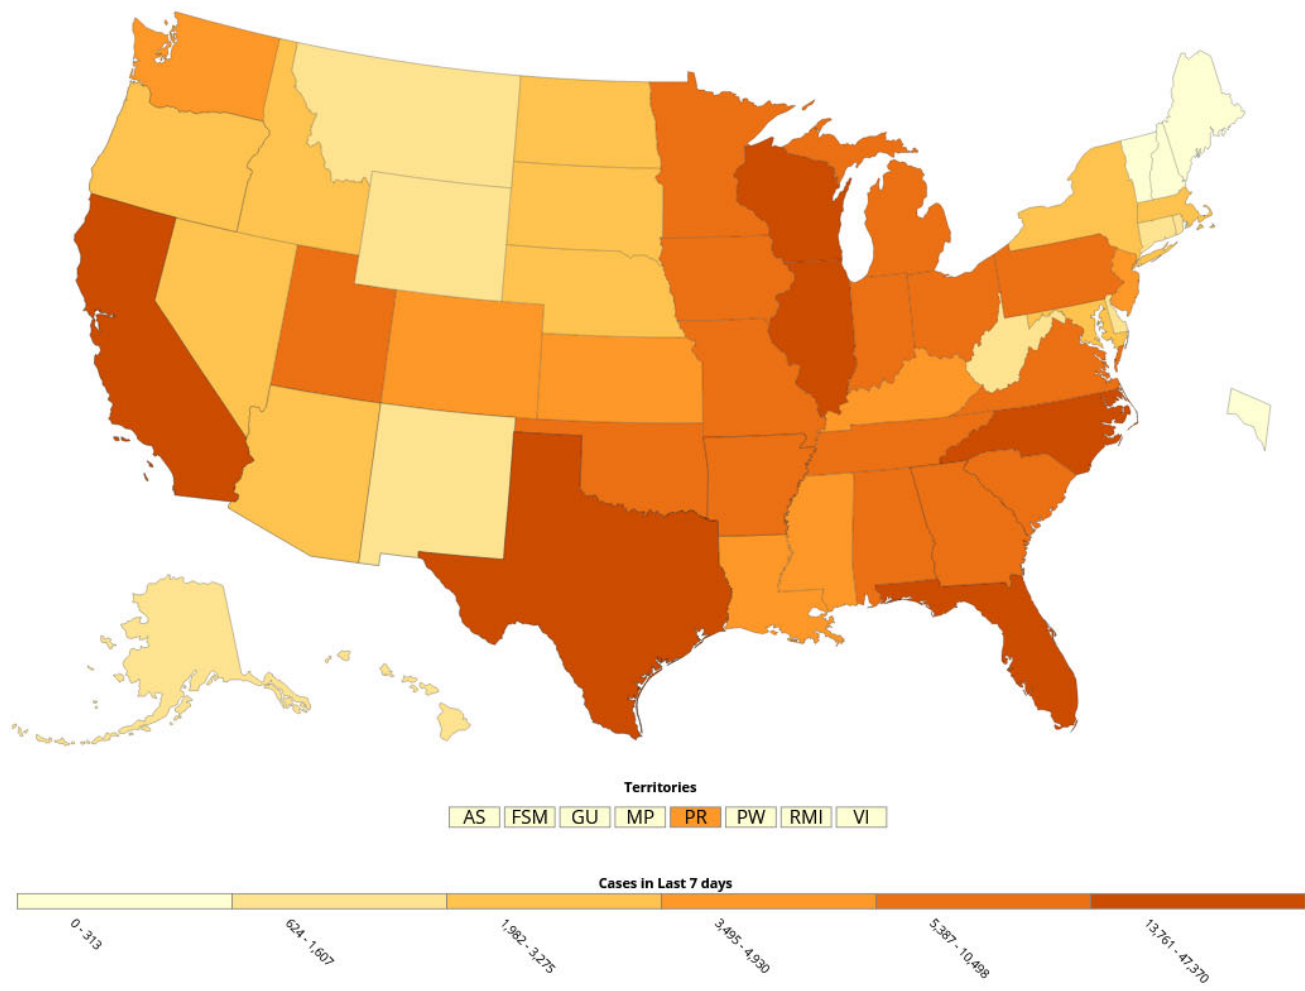 Territories
AS FSM GU MP PR PW RMI VI
Cases in Last 7 days
0 - 313
624 - 1,607
1,982 - 3,275
3,495 - 4,930
5,387 - 10,498
13,761 - 47,370